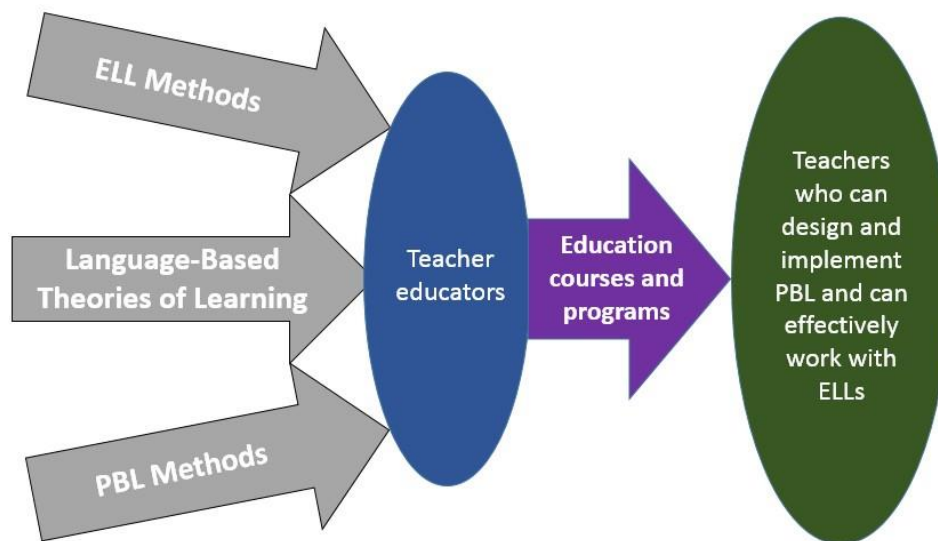 ELL Methods
Language-Based
Theories of Learning
PBL Methods
Teacher
educators
Education
courses and
programs
Teachers
who can
design and
implement
PBL and can
effectively
work with
ELLs